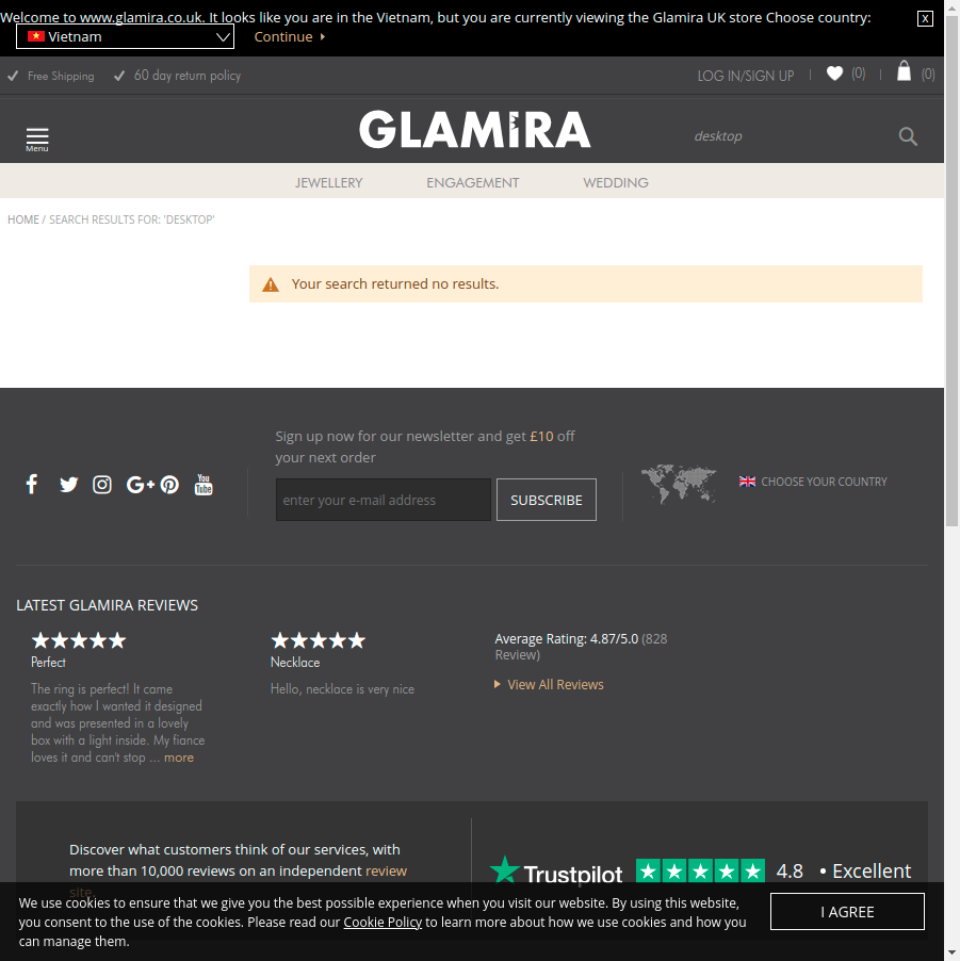 Welcome to www.glamira.co.uk. It looks like you are in the Vietnam, but you are currently viewing the Glamira UK store Choose country:
X
Vietnam
Continue
Free Shipping
60 day return policy
LOG IN/SIGN UP
(0)
(0)
Menu
GLAMIRA
desktop
JEWELLERY
ENGAGEMENT
WEDDING
HOME / SEARCH RESULTS FOR: 'DESKTOP'
Your search returned no results.
Sign up now for our newsletter and get £10 off
your next order
enter your e-mail address
SUBSCRIBE
You
Tube
CHOOSE YOUR COUNTRY
LATEST GLAMIRA REVIEWS
Perfect
The ring is perfect! It came
exactly how I wanted it designed
and was presented in a lovely
box with a light inside. My fiance
loves it and can't stop ... more
Necklace
Hello, necklace is very nice
Average Rating: 4.87/5.0 (828
Review)
View All Reviews
Discover what customers think of our services, with
more than 10,000 reviews on an independent review
site.
Trustpilot
4.8
• Excellent
We use cookies to ensure that we give you the best possible experience when you visit our website. By using this website,
you consent to the use of the cookies. Please read our Cookie Policy to learn more about how we use cookies and how you
can manage them.
I AGREE